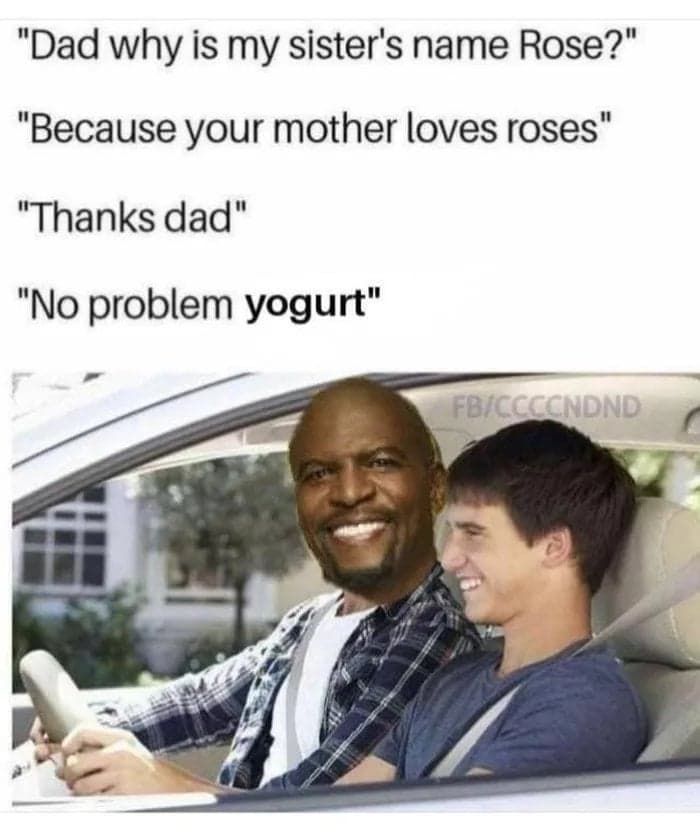 "Dad why is my sister's name Rose?"
"Because your mother loves roses"
"Thanks dad"
"No problem yogurt"
FB/CCCCNDND